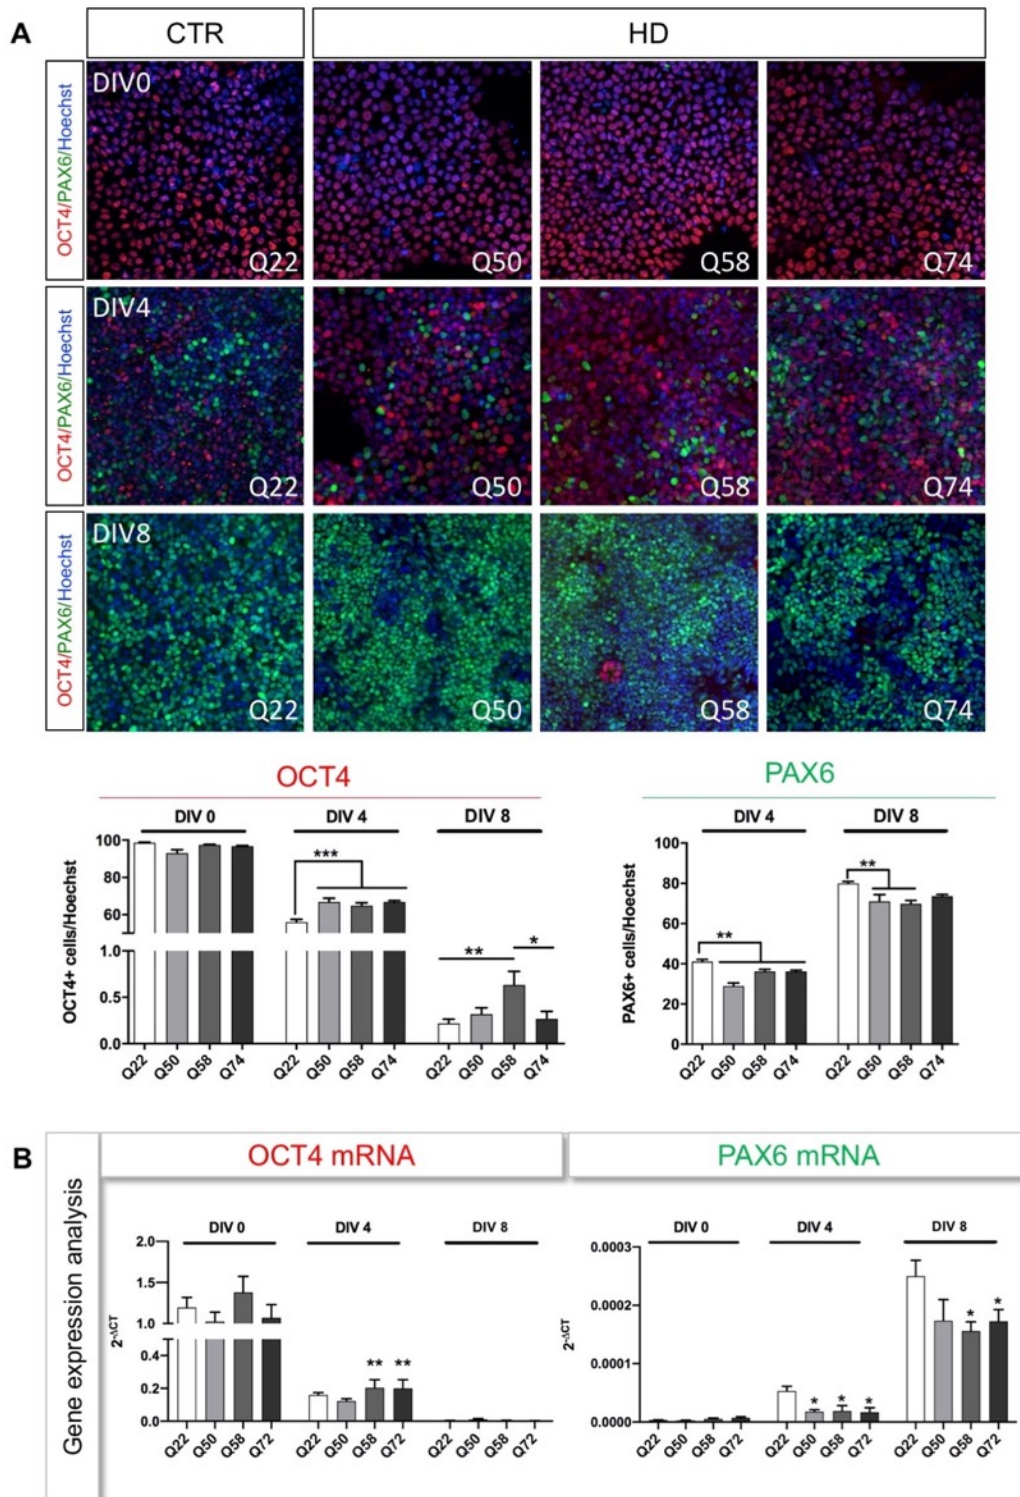 A
CTR
HD
OCT4/PAX6/Hoechst
DIV0
Q22
Q50
Q58
Q74
OCT4/PAX6/Hoechst
DIV4
Q22
Q50
Q58
Q74
OCT4/PAX6/Hoechst
DIV8
Q22
Q50
Q58
Q74
OCT4
DIV 0
DIV 4
DIV 8
OCT4+ cells/Hoechst
100
80
60
1.0
0.5
0.0
***
**
*
Q22
Q50
Q58
Q74
Q22
Q50
Q58
Q74
Q22
Q50
Q58
Q74
PAX6
DIV 4
DIV 8
PAX6+ cells/Hoechst
100
80
60
40
20
0
**
**
Q22
Q50
Q58
Q74
Q22
Q50
Q58
Q74
B
Gene expression analysis
OCT4 mRNA
DIV 0
DIV 4
DIV 8
2-ΔCT
2.0
1.5
1.0
0.4
0.2
0.0
**
**
Q22
Q50
Q58
Q72
Q22
Q50
Q58
Q72
Q22
Q50
Q58
Q72
PAX6 mRNA
DIV 0
DIV 4
DIV 8
2-ΔCT
0.0003
0.0002
0.0001
0.0000
*
*
*
*
*
Q22
Q50
Q58
Q72
Q22
Q50
Q58
Q72
Q22
Q50
Q58
Q72